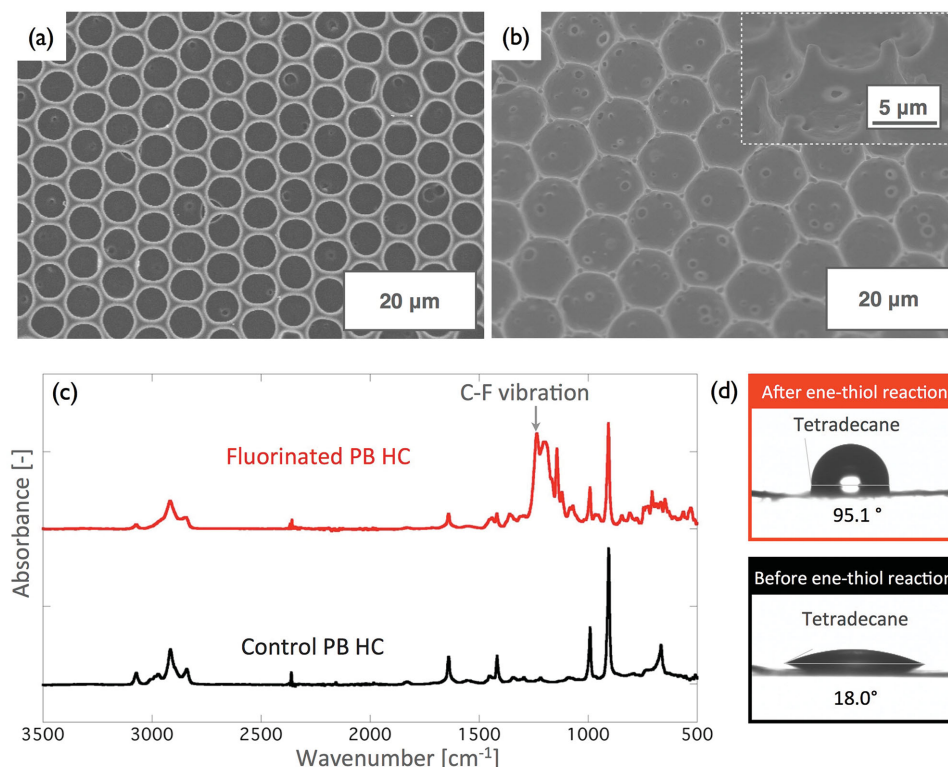 (a)
20 µm
(b)
5 µm
20 µm
(c)
C-F vibration
Fluorinated PB HC
Control PB HC
Absorbance [-]
3500 3000 2500 2000 1500 1000 500
Wavenumber [cm⁻¹]
(d)
After ene-thiol reaction
Tetradecane
95.1 °
Before ene-thiol reaction
Tetradecane
18.0°